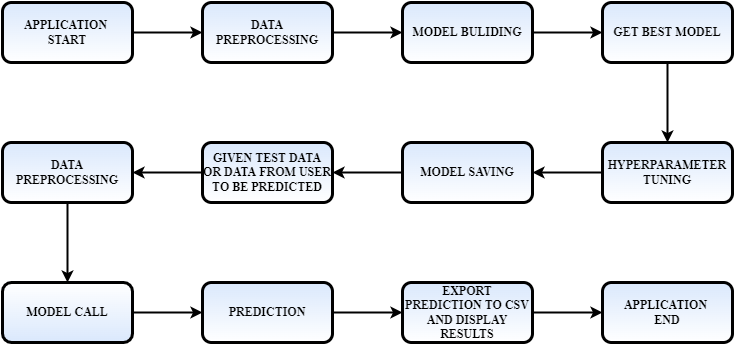 APPLICATION
START
DATA
PREPROCESSING
MODEL BULIDING
GET BEST MODEL
HYPERPARAMETER
TUNING
MODEL SAVING
GIVEN TEST DATA
OR DATA FROM USER
TO BE PREDICTED
DATA
PREPROCESSING
MODEL CALL
PREDICTION
EXPORT
PREDICTION TO CSV
AND DISPLAY
RESULTS
APPLICATION
END